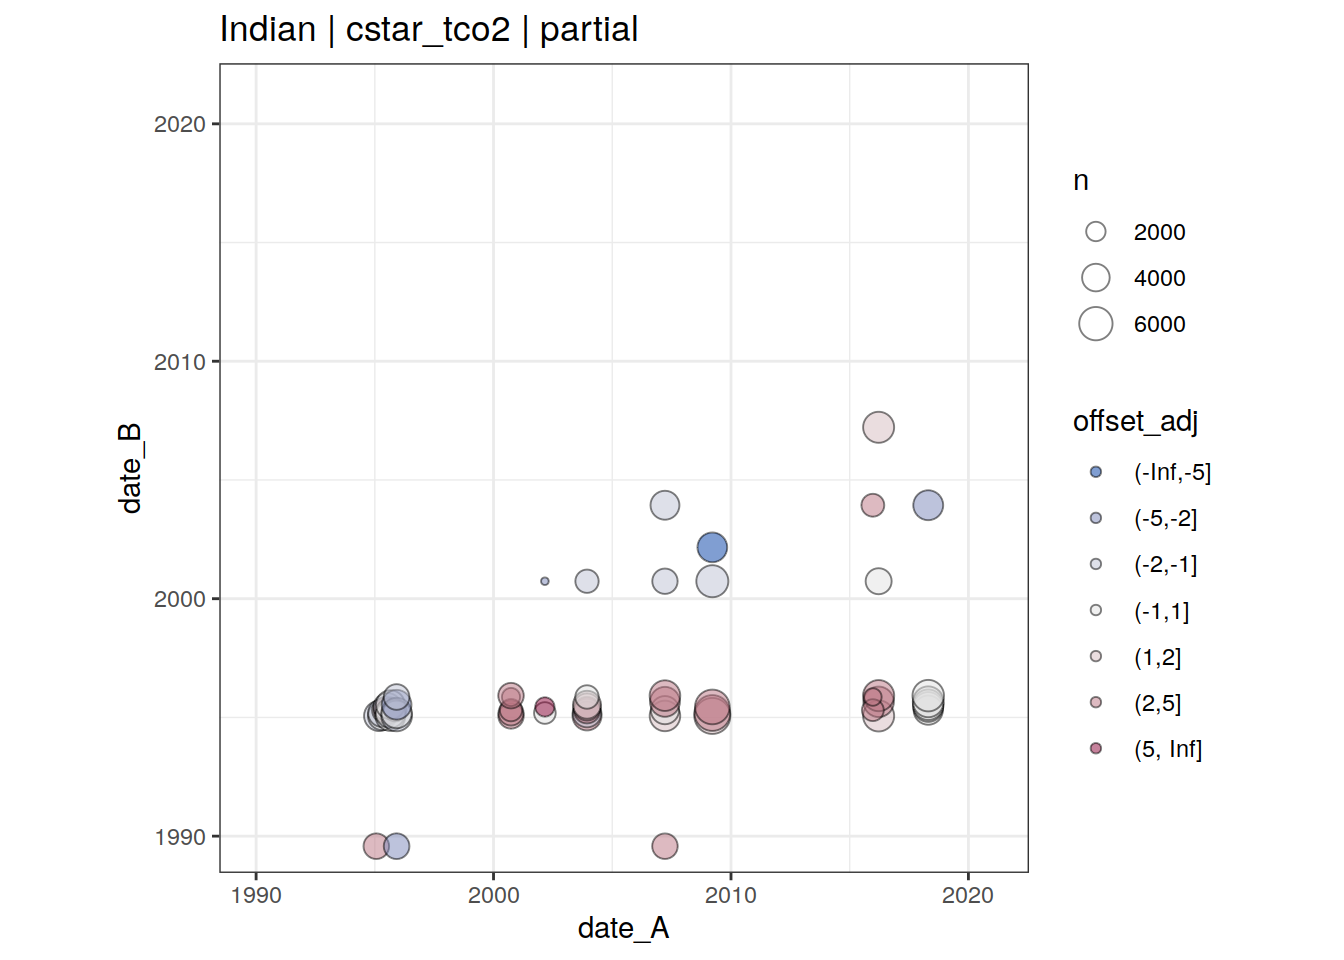 Indian | cstar_tco2 | partial
2020
2010
2000
1990
date_B
1990
2000
2010
2020
date_A
n
2000
4000
6000
offset_adj
(-Inf,-5]
(-5,-2]
(-2,-1]
(-1,1]
(1,2]
(2,5]
(5, Inf]